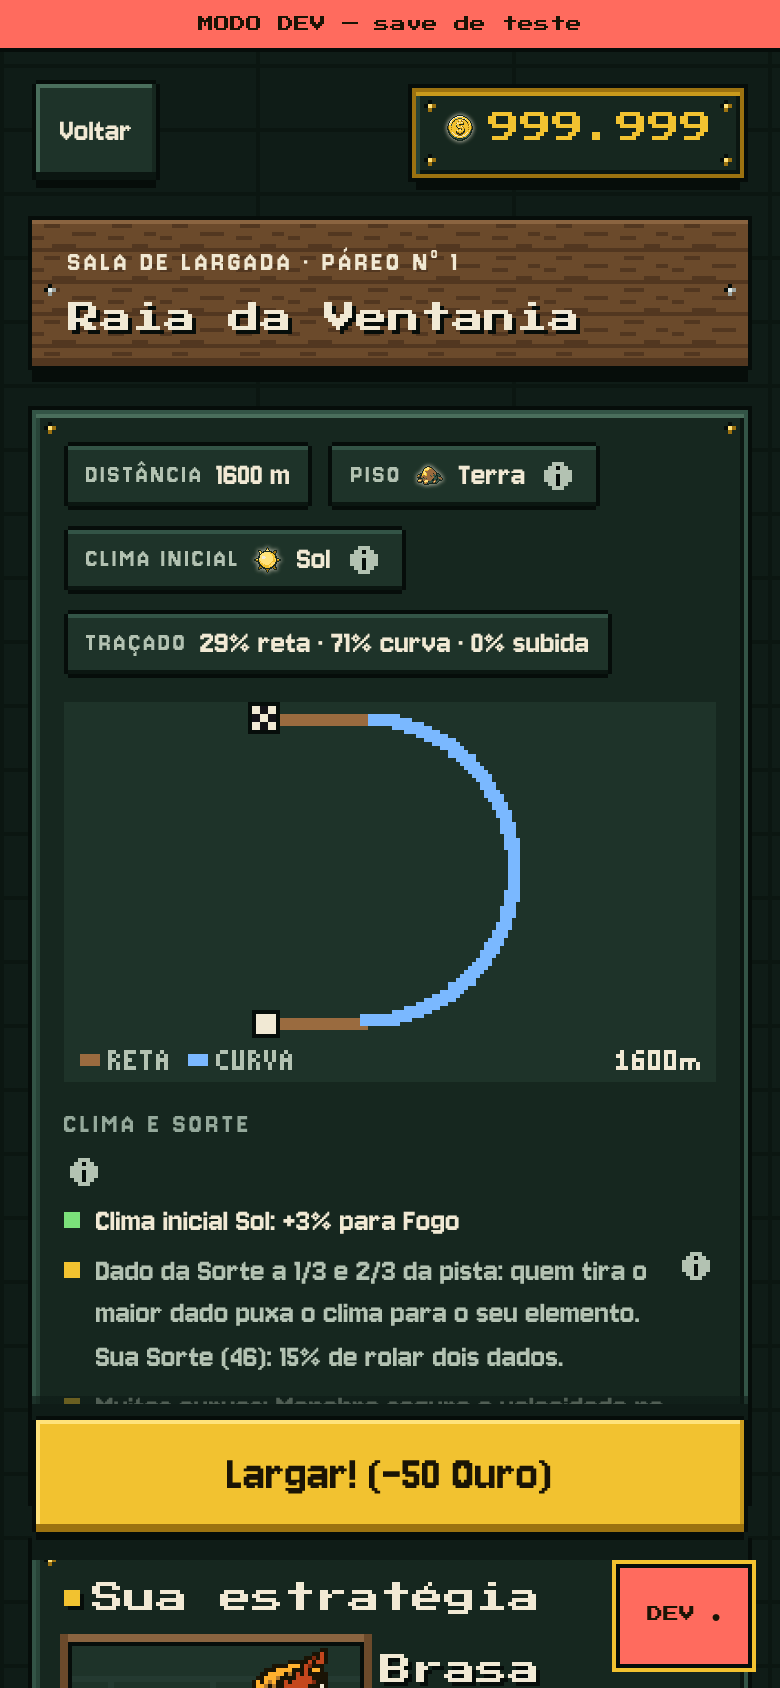 MODO DEV — save de teste
Voltar
999.999
SALA DE LARGADA · PÁREO Nº 1
Raia da Ventania
DISTÂNCIA 1600 m
PISO Terra
CLIMA INICIAL Sol
TRAÇADO 29% reta · 71% curva · 0% subida
RETA CURVA 1600m
CLIMA E SORTE
Clima inicial Sol: +3% para Fogo
Dado da Sorte a 1/3 e 2/3 da pista: quem tira o
maior dado puxa o clima para o seu elemento.
Sua Sorte (46): 15% de rolar dois dados.
Largar! (-50 Ouro)
Sua estratégia
DEV .
Brasa